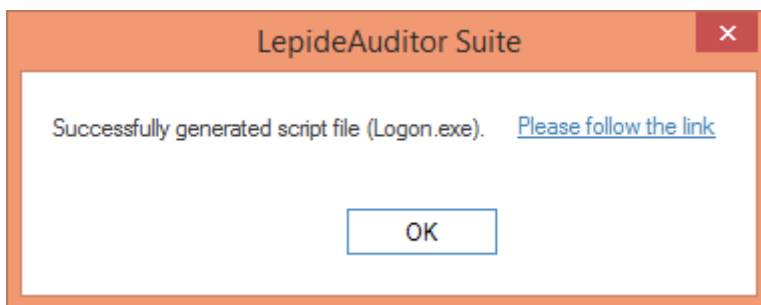 LepideAuditor Suite
Successfully generated script file (Logon.exe). Please follow the link
OK